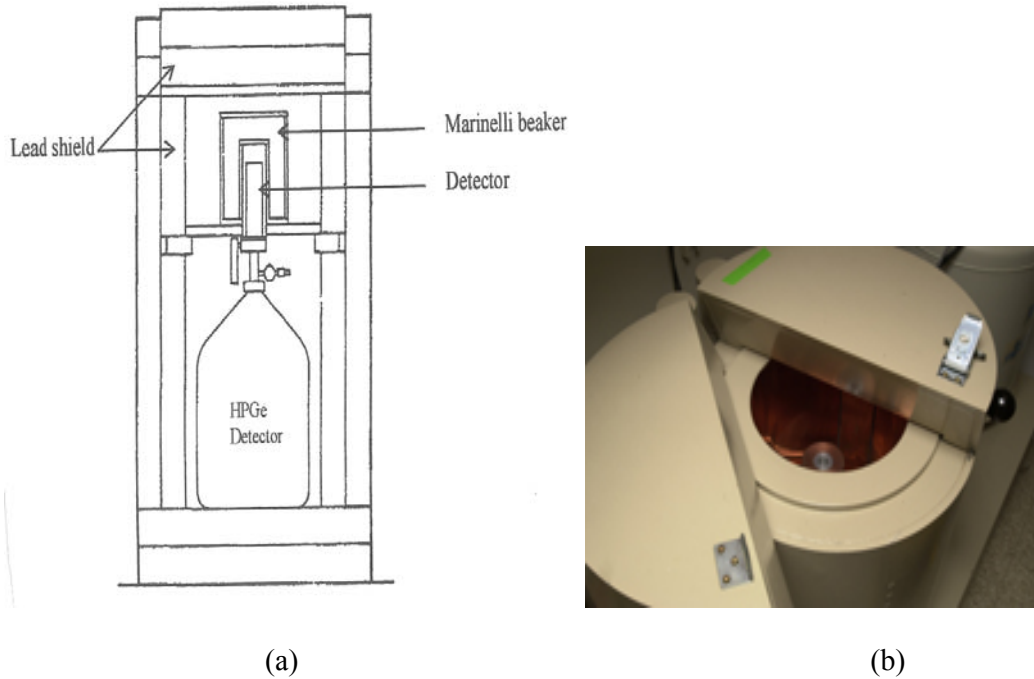 Lead shield
Marinelli beaker
Detector
HPGe
Detector
(a)
(b)